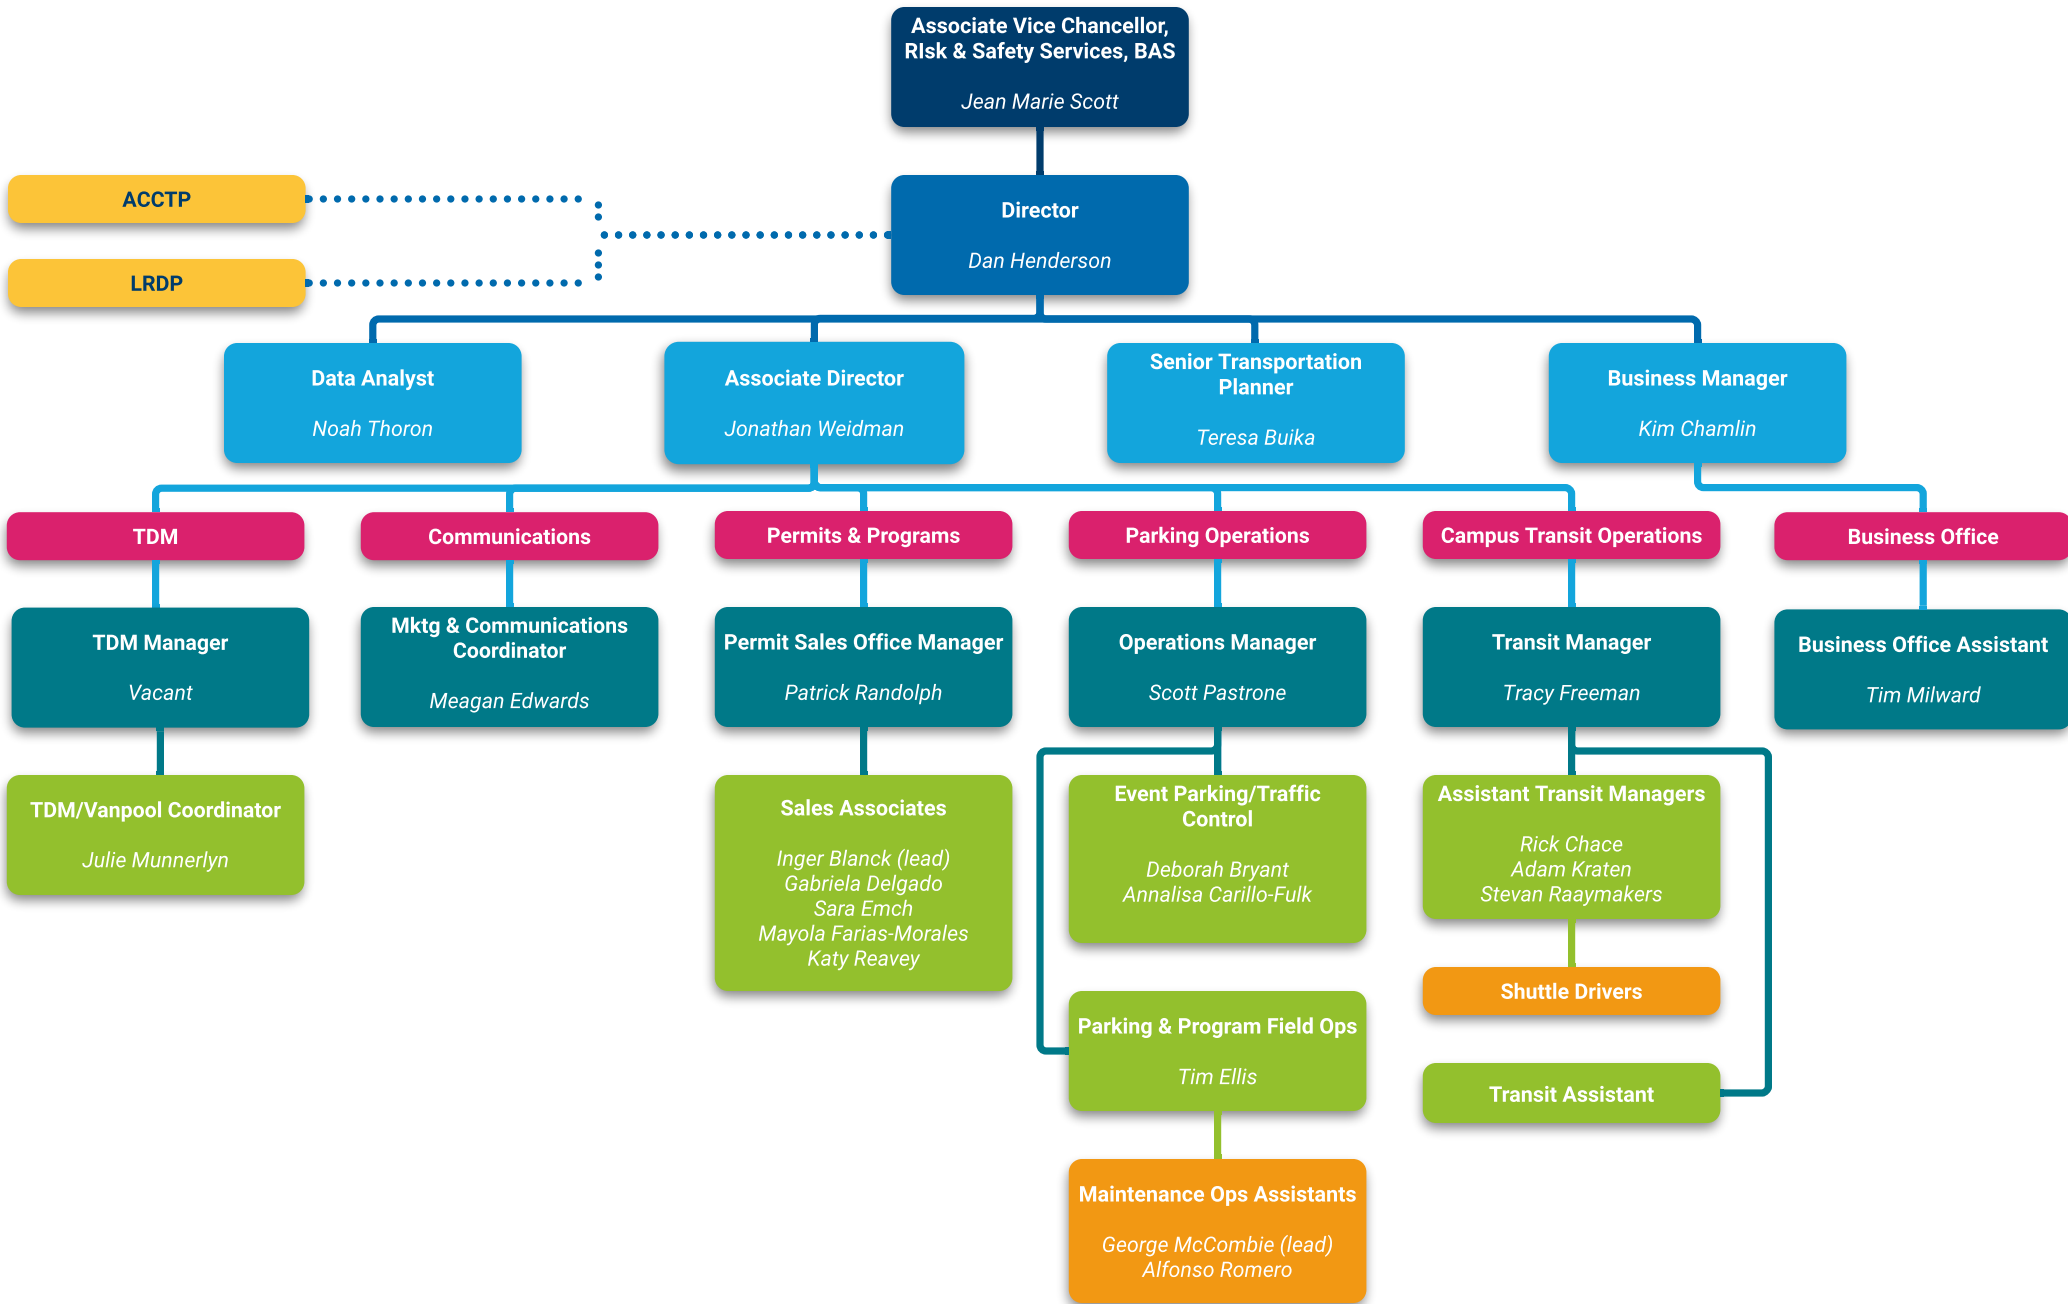 Associate Vice Chancellor,
RIsk & Safety Services, BAS
Jean Marie Scott
ACCTP
LRDP
Director
Dan Henderson
Data Analyst
Noah Thoron
Associate Director
Jonathan Weidman
Senior Transportation
Planner
Teresa Buika
Business Manager
Kim Chamlin
TDM
Communications
Permits & Programs
Parking Operations
Campus Transit Operations
Business Office
TDM Manager
Vacant
Mktg & Communications
Coordinator
Meagan Edwards
Permit Sales Office Manager
Patrick Randolph
Operations Manager
Scott Pastrone
Transit Manager
Tracy Freeman
Business Office Assistant
Tim Milward
TDM/Vanpool Coordinator
Julie Munnerlyn
Sales Associates
Inger Blanck (lead)
Gabriela Delgado
Sara Emch
Mayola Farias-Morales
Katy Reavey
Event Parking/Traffic
Control
Deborah Bryant
Annalisa Carillo-Fulk
Assistant Transit Managers
Rick Chace
Adam Kraten
Stevan Raaymakers
Shuttle Drivers
Parking & Program Field Ops
Tim Ellis
Transit Assistant
Maintenance Ops Assistants
George McCombie (lead)
Alfonso Romero